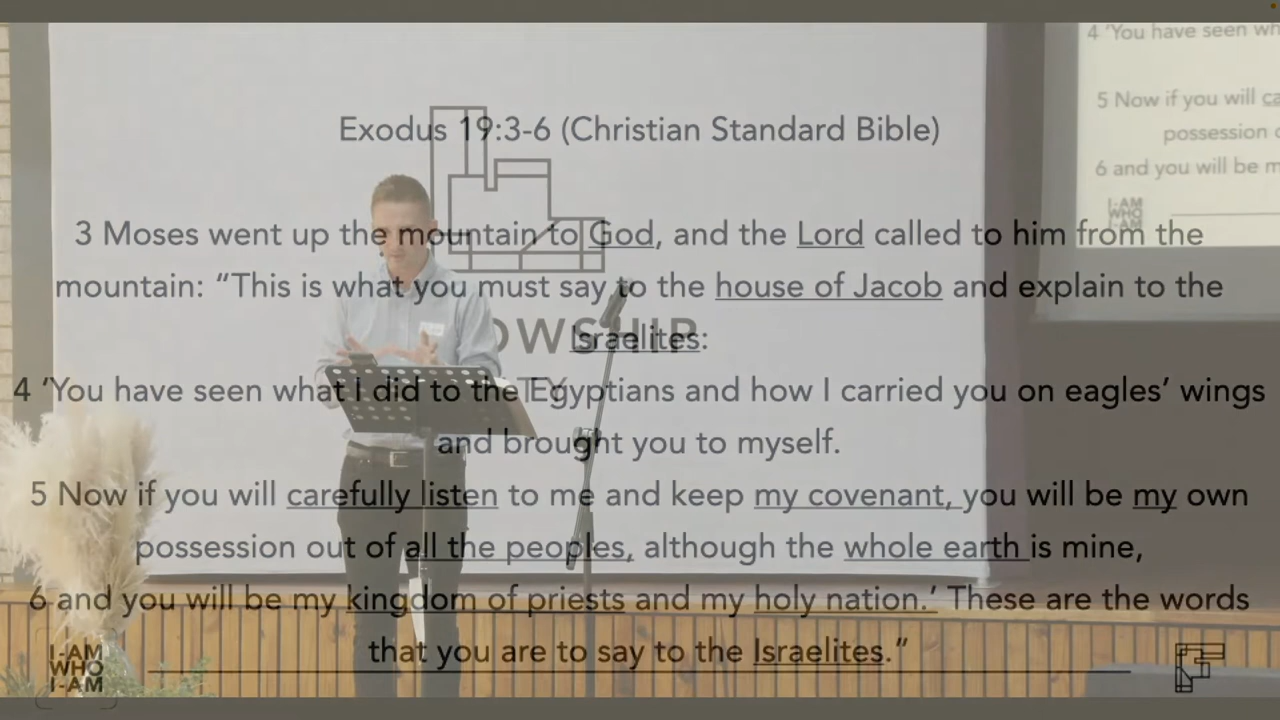 Exodus 19:3-6 (Christian Standard Bible)
3 Moses went up the mountain to God, and the Lord called to him from the
mountain: “This is what you must say to the house of Jacob and explain to the
Israelites:
4 ‘You have seen what I did to the Egyptians and how I carried you on eagles’ wings
and brought you to myself.
5 Now if you will carefully listen to me and keep my covenant, you will be my own
possession out of all the peoples, although the whole earth is mine,
6 and you will be my kingdom of priests and my holy nation.’ These are the words
that you are to say to the Israelites.”
I-AM
WHO
I-AM
OWSHIP
TY
4 ‘You have seen wh
5 Now if you will ca
possession o
6 and you will be m
I-AM
WHO
I-AM